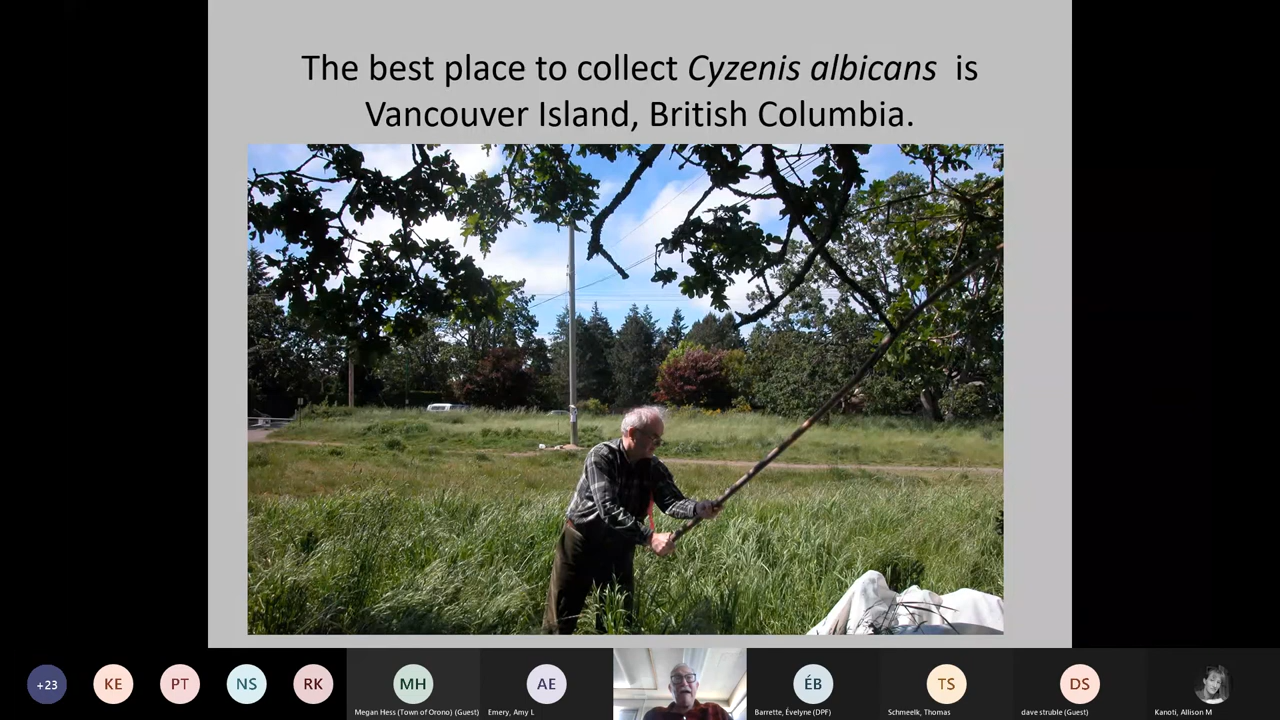 The best place to collect Cyzenis albicans is
Vancouver Island, British Columbia.
+23
KE
PT
NS
RK
MH
AE
ÉB
TS
DS
Megan Hess (Town of Orono) (Guest)
Emery, Amy L
Barrette, Évelyne (DPF)
Schmeelk, Thomas
dave struble (Guest)
Kanoti, Allison M